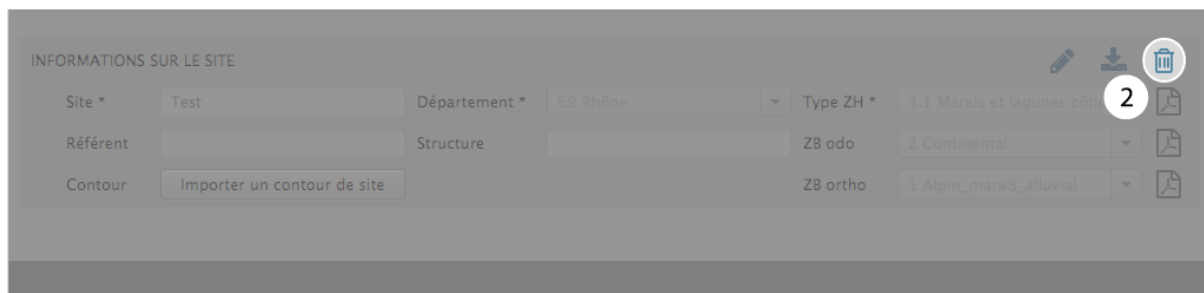 INFORMATIONS SUR LE SITE
Site * Test Département * 69 Rhône Type ZH * 3.1 Marais et lagunes 2
Référent Structure ZB odo 2 Continental
Contour Importer un contour de site ZB ortho 1 Alpin_marais_alluvial